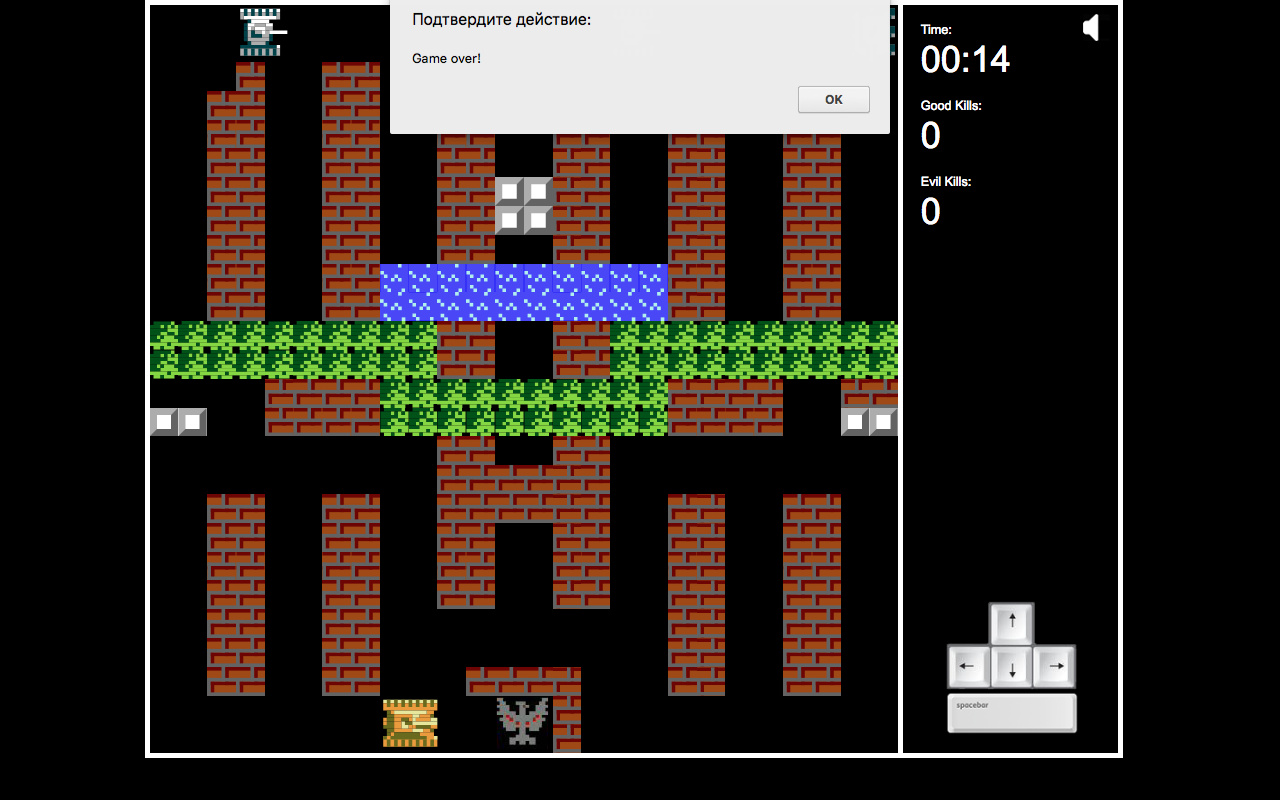 Подтвердите действие:
Game over!
OK
Time:
00:14
Good Kills:
0
Evil Kills:
0
↑
← ↓ →
spacebar